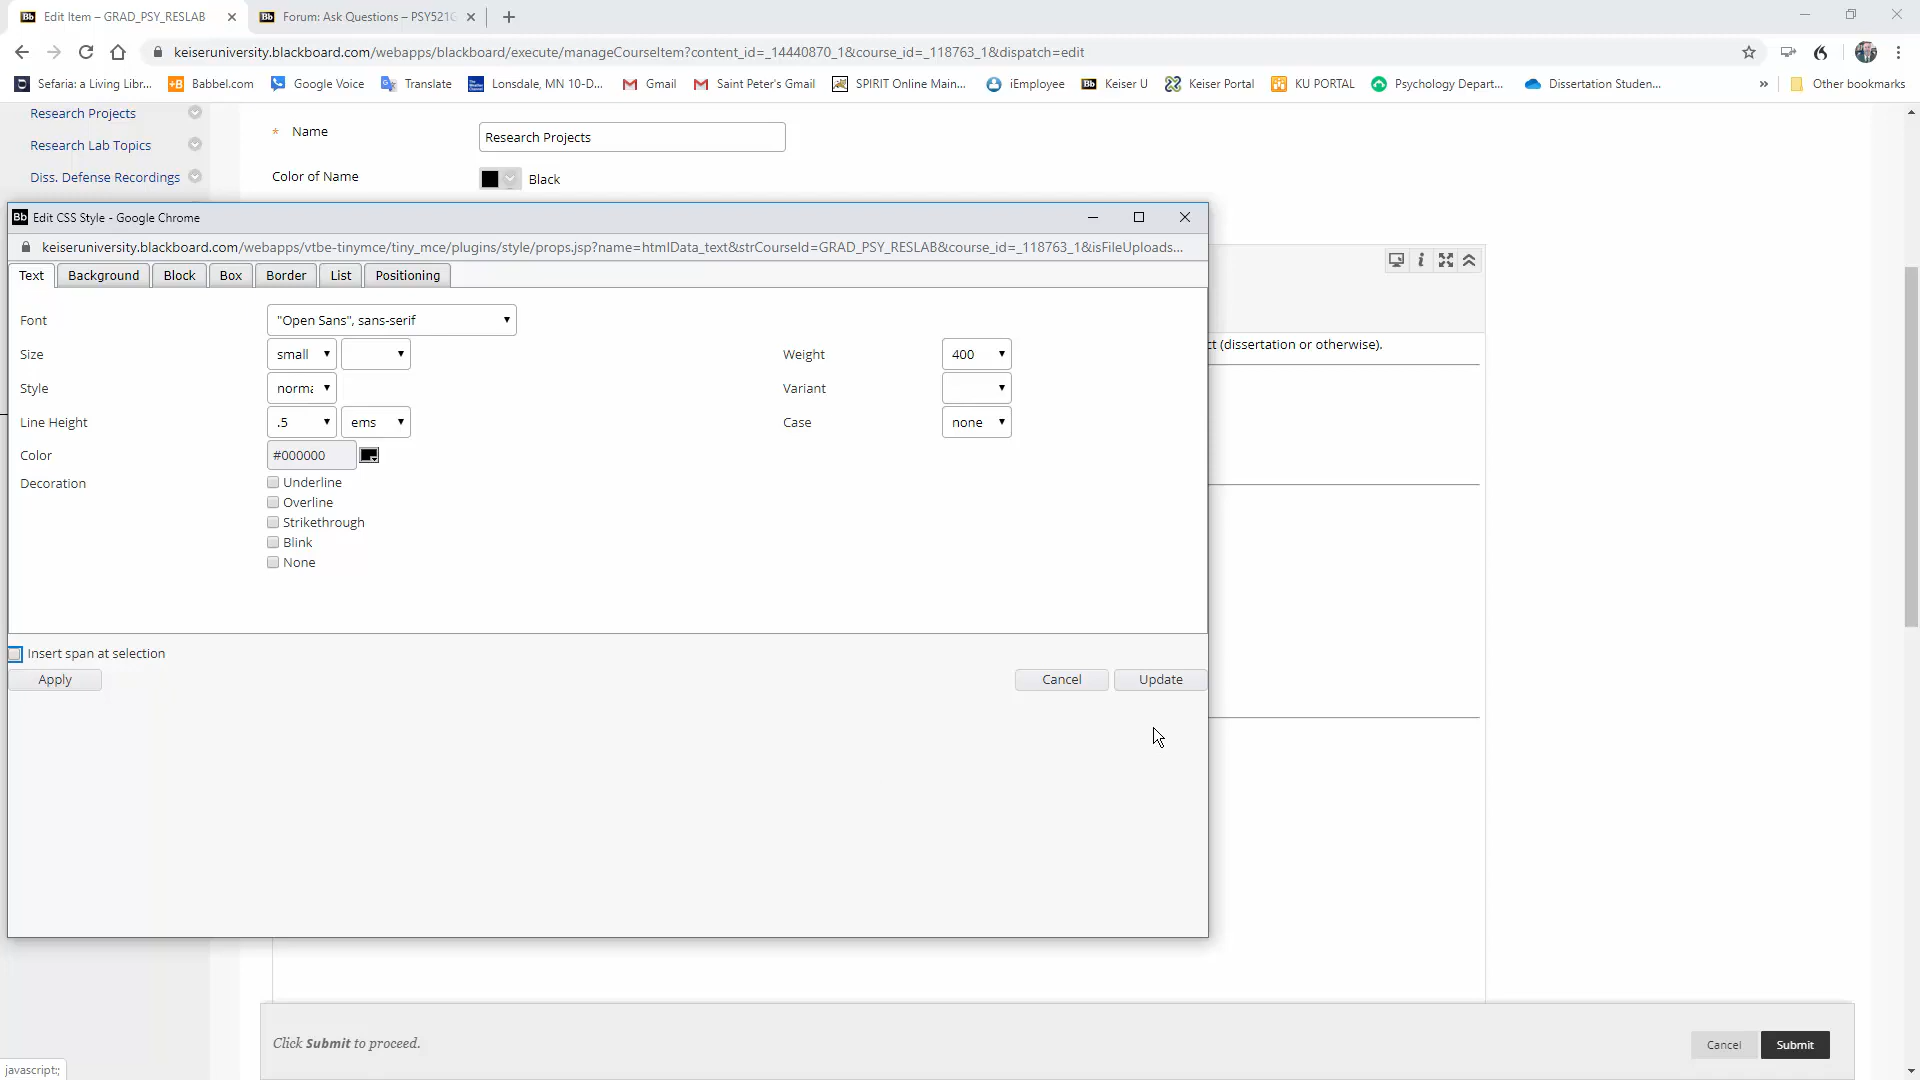 Edit Item – GRAD_PSY_RESLAB
Forum: Ask Questions – PSY521G
keiseruniversity.blackboard.com/webapps/blackboard/execute/manageCourseItem?content_id=_14440870_1&course_id=_118763_1&dispatch=edit
Sefaria: a Living Libr... Babbel.com Google Voice Translate Lonsdale, MN 10-D... Gmail Saint Peter's Gmail SPIRIT Online Main... iEmployee Keiser U Keiser Portal KU PORTAL Psychology Depart... Dissertation Studen... » Other bookmarks
Research Projects
Research Lab Topics
Diss. Defense Recordings
* Name Research Projects
Color of Name Black
Bb Edit CSS Style - Google Chrome
keiseruniversity.blackboard.com/webapps/vtbe-tinymce/tiny_mce/plugins/style/props.jsp?name=htmlData_text&strCourseId=GRAD_PSY_RESLAB&course_id=_118763_1&isFileUploads...
Text Background Block Box Border List Positioning
Font "Open Sans", sans-serif
Size small Weight 400
Style norma Variant
Line Height .5 ems Case none
Color #000000
Decoration Underline
Overline
Strikethrough
Blink
None
Insert span at selection
Apply Cancel Update
ct (dissertation or otherwise).
Click Submit to proceed.
Cancel Submit
javascript:;